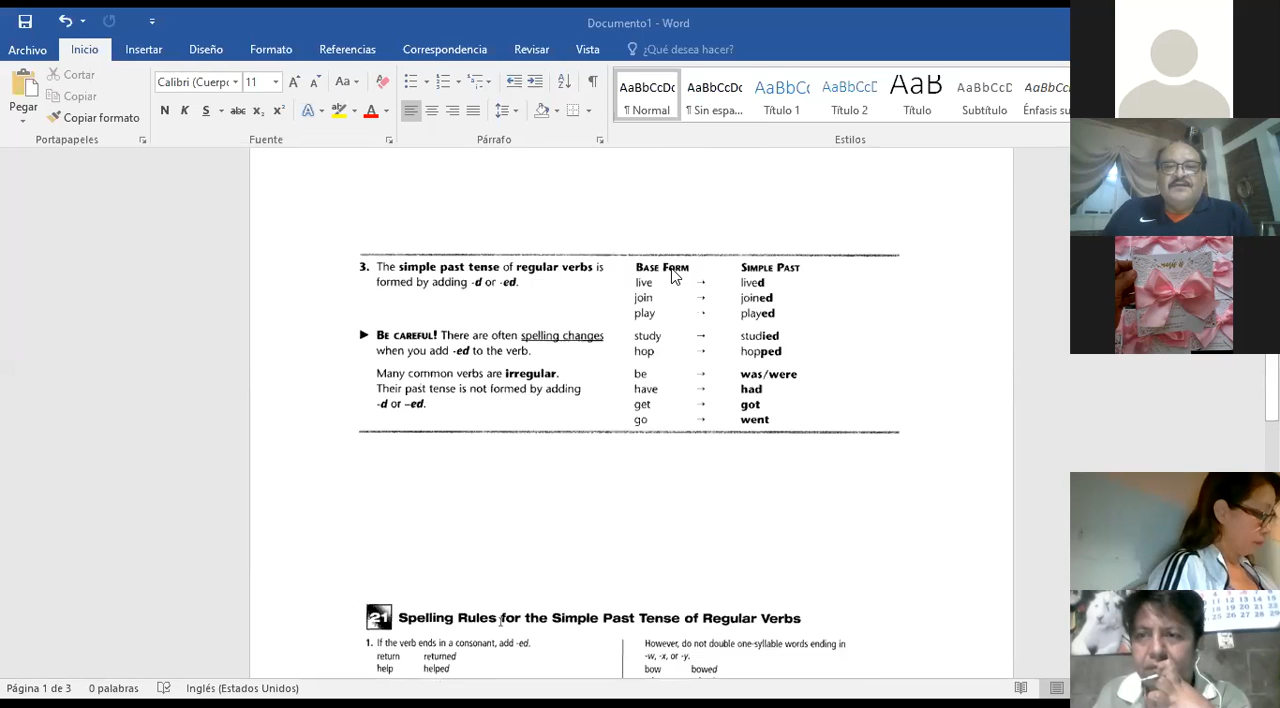 Documento1 - Word
Archivo Inicio Insertar Diseño Formato Referencias Correspondencia Revisar Vista ¿Qué desea hacer?
Pegar
Cortar
Copiar
Copiar formato
Portapapeles
Calibri (Cuerpo 11
N K S abc x₂ x²
Fuente
Párrafo
AaBbCcDc AaBbCcDc AaBbCc AaBbCc AaB AaBbCcD AaBbCcDc
¶ Normal ¶ Sin espa... Título 1 Título 2 Título Subtítulo Énfasis su
Estilos
3. The simple past tense of regular verbs is
formed by adding -d or -ed.
BASE FORM SIMPLE PAST
live → lived
join → joined
play → played
► BE CAREFUL! There are often spelling changes
when you add -ed to the verb.
study → studied
hop → hopped
Many common verbs are irregular.
Their past tense is not formed by adding
-d or –ed.
be → was/were
have → had
get → got
go → went
21 Spelling Rules for the Simple Past Tense of Regular Verbs
1. If the verb ends in a consonant, add -ed.
return returned
help helped
However, do not double one-syllable words ending in
-w, -x, or -y.
bow bowed
Página 1 de 3 0 palabras Inglés (Estados Unidos)